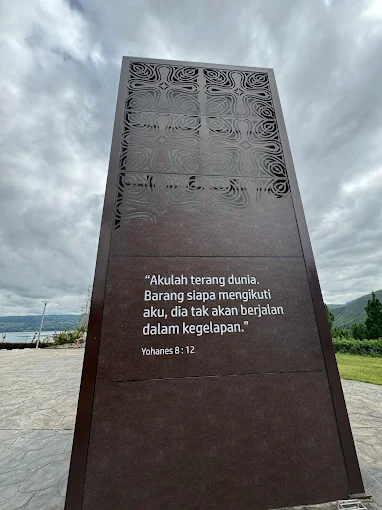 “Akulah terang dunia.
Barang siapa mengikuti
aku, dia tak akan berjalan
dalam kegelapan.”
Yohanes 8 : 12